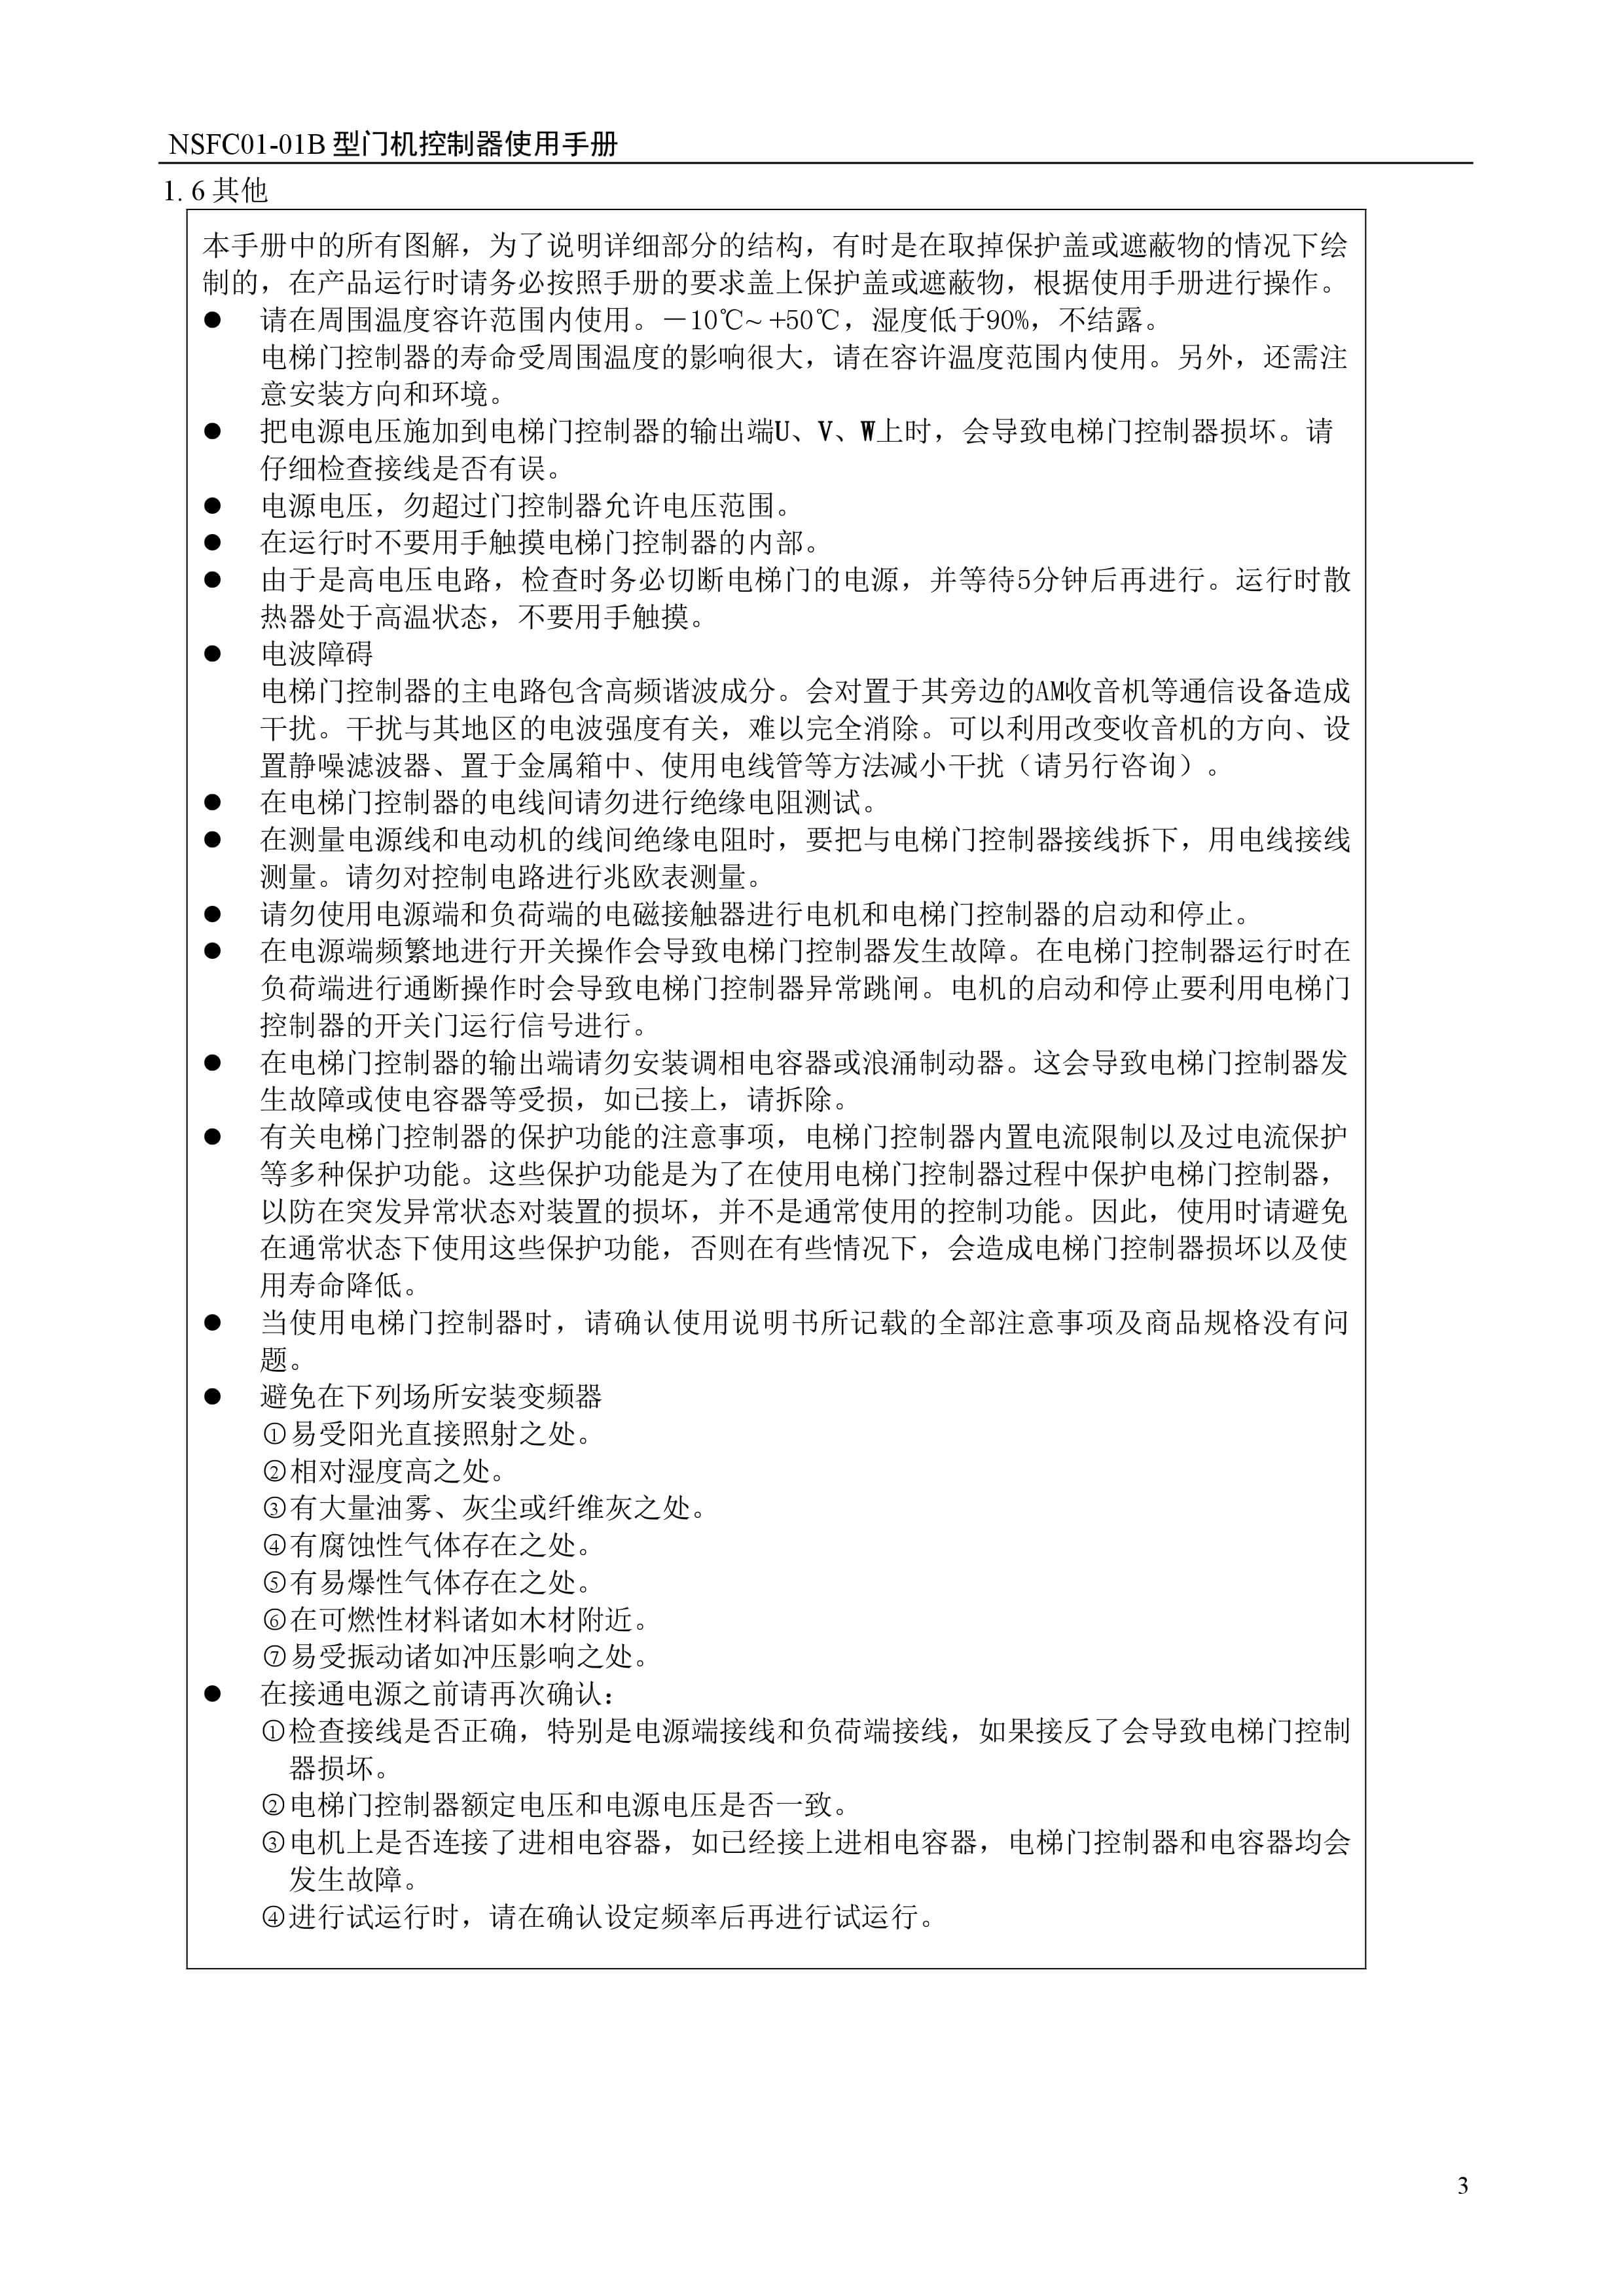 NSFC01-01B 型门机控制器使用手册
1.6其他
本手册中的所有图解，为了说明详细部分的结构，有时是在取掉保护盖或遮蔽物的情况下绘
制的，在产品运行时请务必按照手册的要求盖上保护盖或遮蔽物，根据使用手册进行操作。
● 请在周围温度容许范围内使用。－10℃~ +50℃，湿度低于90%，不结露。
电梯门控制器的寿命受周围温度的影响很大，请在容许温度范围内使用。另外，还需注
意安装方向和环境。
● 把电源电压施加到电梯门控制器的输出端U、V、W上时，会导致电梯门控制器损坏。请
仔细检查接线是否有误。
● 电源电压，勿超过门控制器允许电压范围。
● 在运行时不要用手触摸电梯门控制器的内部。
● 由于是高电压电路，检查时务必切断电梯门的电源，并等待5分钟后再进行。运行时散
热器处于高温状态，不要用手触摸。
● 电波障碍
电梯门控制器的主电路包含高频谐波成分。会对置于其旁边的AM收音机等通信设备造成
干扰。干扰与其地区的电波强度有关，难以完全消除。可以利用改变收音机的方向、设
置静噪滤波器、置于金属箱中、使用电线管等方法减小干扰（请另行咨询）。
● 在电梯门控制器的电线间请勿进行绝缘电阻测试。
● 在测量电源线和电动机的线间绝缘电阻时，要把与电梯门控制器接线拆下，用电线接线
测量。请勿对控制电路进行兆欧表测量。
● 请勿使用电源端和负荷端的电磁接触器进行电机和电梯门控制器的启动和停止。
● 在电源端频繁地进行开关操作会导致电梯门控制器发生故障。在电梯门控制器运行时在
负荷端进行通断操作时会导致电梯门控制器异常跳闸。电机的启动和停止要利用电梯门
控制器的开关门运行信号进行。
● 在电梯门控制器的输出端请勿安装调相电容器或浪涌制动器。这会导致电梯门控制器发
生故障或使电容器等受损，如已接上，请拆除。
● 有关电梯门控制器的保护功能的注意事项，电梯门控制器内置电流限制以及过电流保护
等多种保护功能。这些保护功能是为了在使用电梯门控制器过程中保护电梯门控制器，
以防在突发异常状态对装置的损坏，并不是通常使用的控制功能。因此，使用时请避免
在通常状态下使用这些保护功能，否则在有些情况下，会造成电梯门控制器损坏以及使
用寿命降低。
● 当使用电梯门控制器时，请确认使用说明书所记载的全部注意事项及商品规格没有问
题。
● 避免在下列场所安装变频器
①易受阳光直接照射之处。
②相对湿度高之处。
③有大量油雾、灰尘或纤维灰之处。
④有腐蚀性气体存在之处。
⑤有易爆性气体存在之处。
⑥在可燃性材料诸如木材附近。
⑦易受振动诸如冲压影响之处。
● 在接通电源之前请再次确认：
①检查接线是否正确，特别是电源端接线和负荷端接线，如果接反了会导致电梯门控制
器损坏。
②电梯门控制器额定电压和电源电压是否一致。
③电机上是否连接了进相电容器，如已经接上进相电容器，电梯门控制器和电容器均会
发生故障。
④进行试运行时，请在确认设定频率后再进行试运行。
3